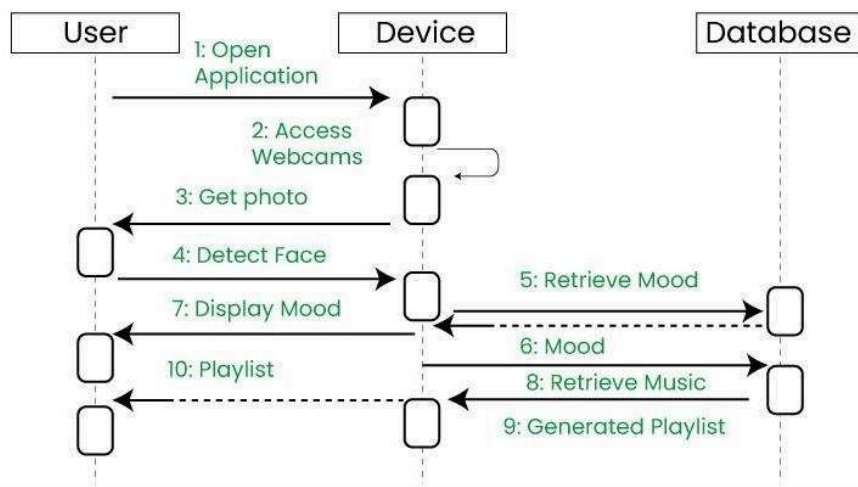 User
Device
Database
1: Open
Application
2: Access
Webcams
3: Get photo
4: Detect Face
5: Retrieve Mood
7: Display Mood
6: Mood
10: Playlist
8: Retrieve Music
9: Generated Playlist